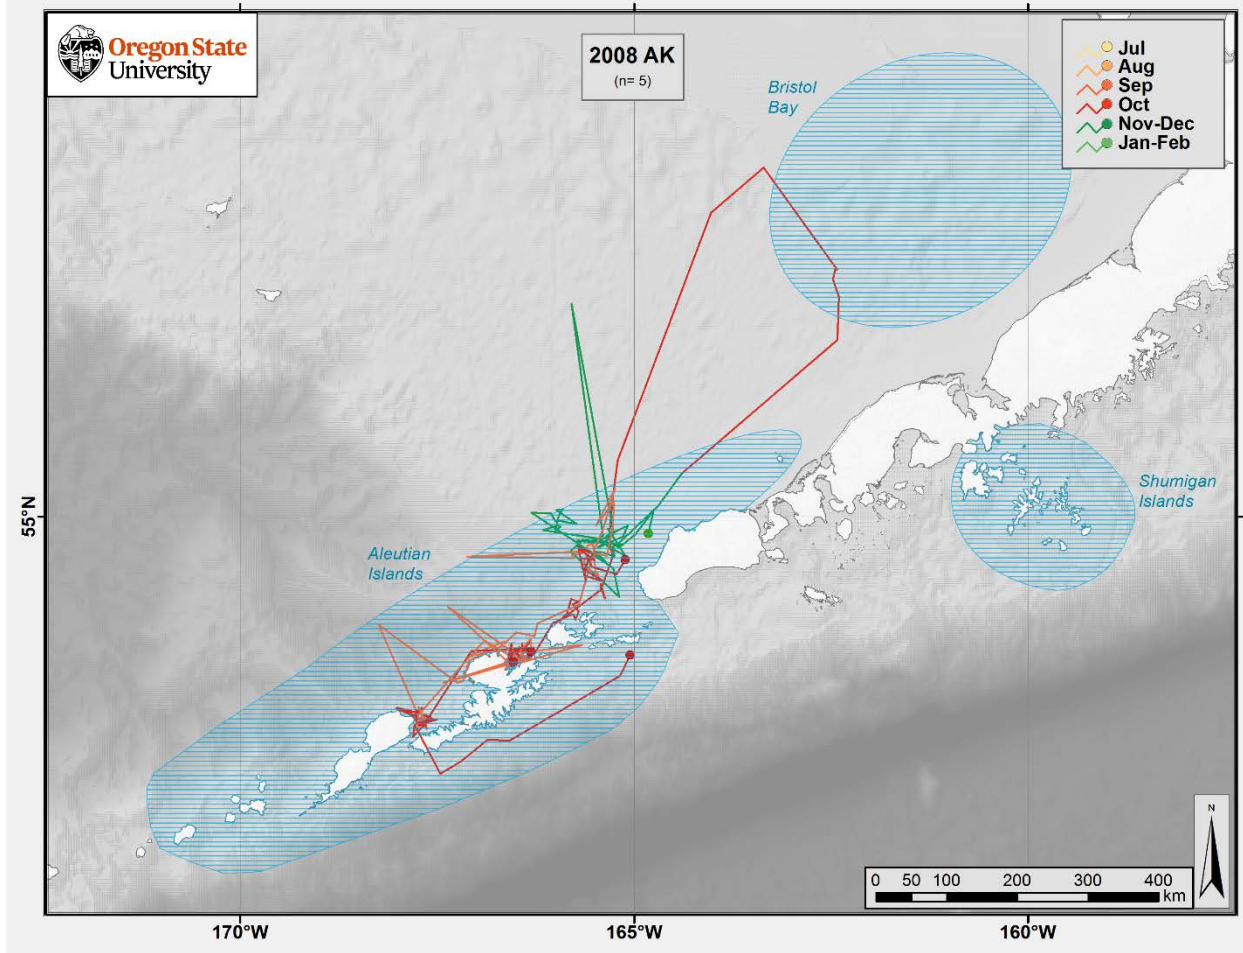 Oregon State
University
2008 AK
(n= 5)
Bristol
Bay
Jul
Aug
Sep
Oct
Nov-Dec
Jan-Feb
55°N
Aleutian
Islands
Shumigan
Islands
N
0 50 100 200 300 400
km
170°W 165°W 160°W